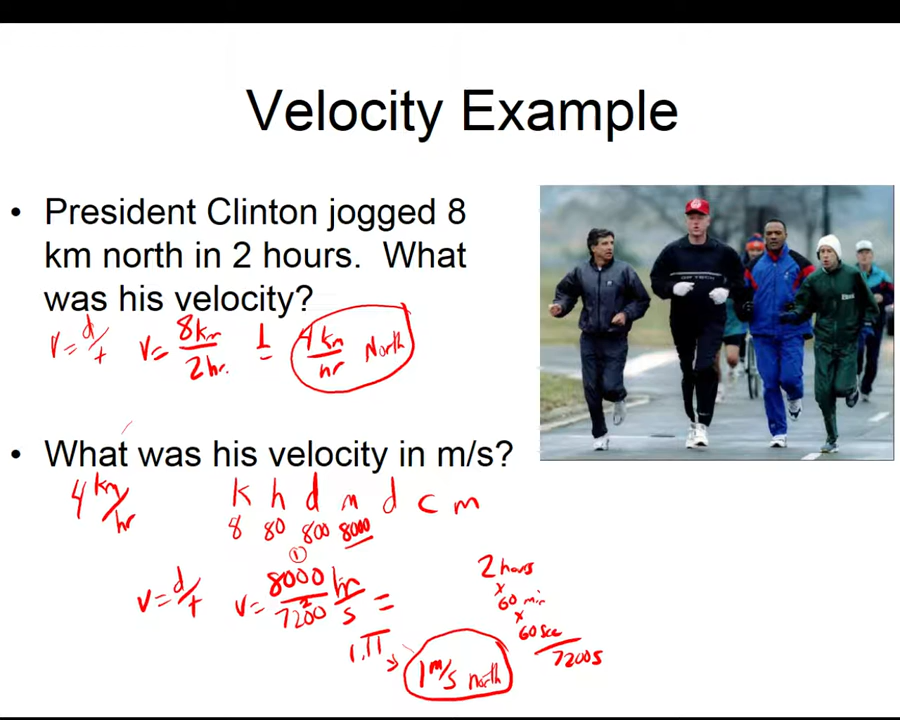 Velocity Example
• President Clinton jogged 8
km north in 2 hours. What
was his velocity?
v = d/t v = 8km/2hr. = 4 km/hr North
• What was his velocity in m/s?
4 km/hr
k h d m d c m
8 80 800 8000
①
v = d/t v = 8000/7200 m/s =
1.11
1 m/s north
2 hours
x
60 min
x
60 sec
7200s